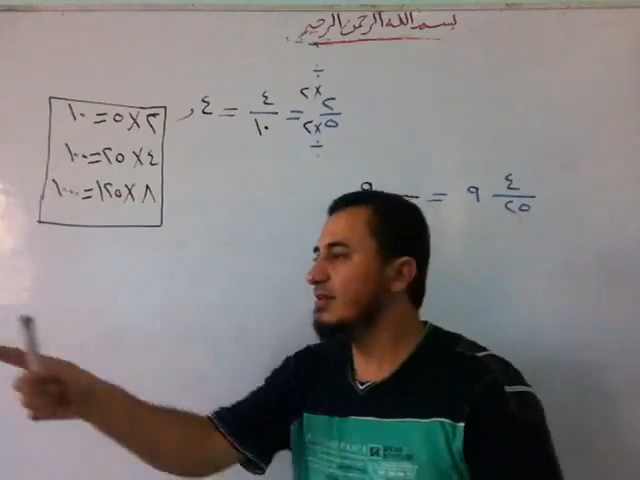 بسم الله الرحمن الرحيم
٢/٥ = ٤/١٠ = ٤,
÷ ٢×
٢× ÷
٢ × ٥ = ١٠
٤ × ٢٥ = ١٠٠
٨ × ١٢٥ = ١٠٠٠
٩ ٤/٢٥ =